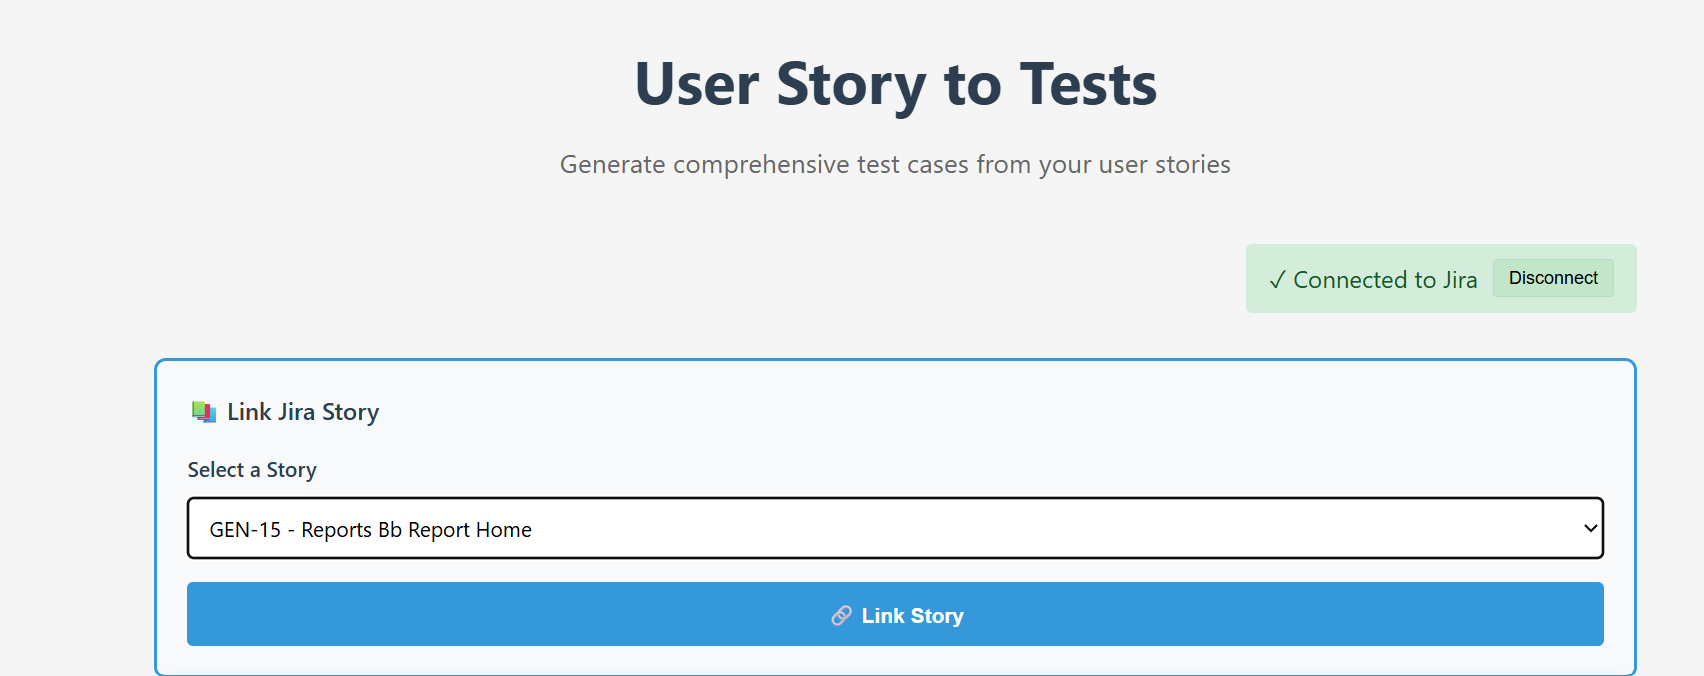 User Story to Tests
Generate comprehensive test cases from your user stories
✓ Connected to Jira Disconnect
Link Jira Story
Select a Story
GEN-15 - Reports Bb Report Home
Link Story